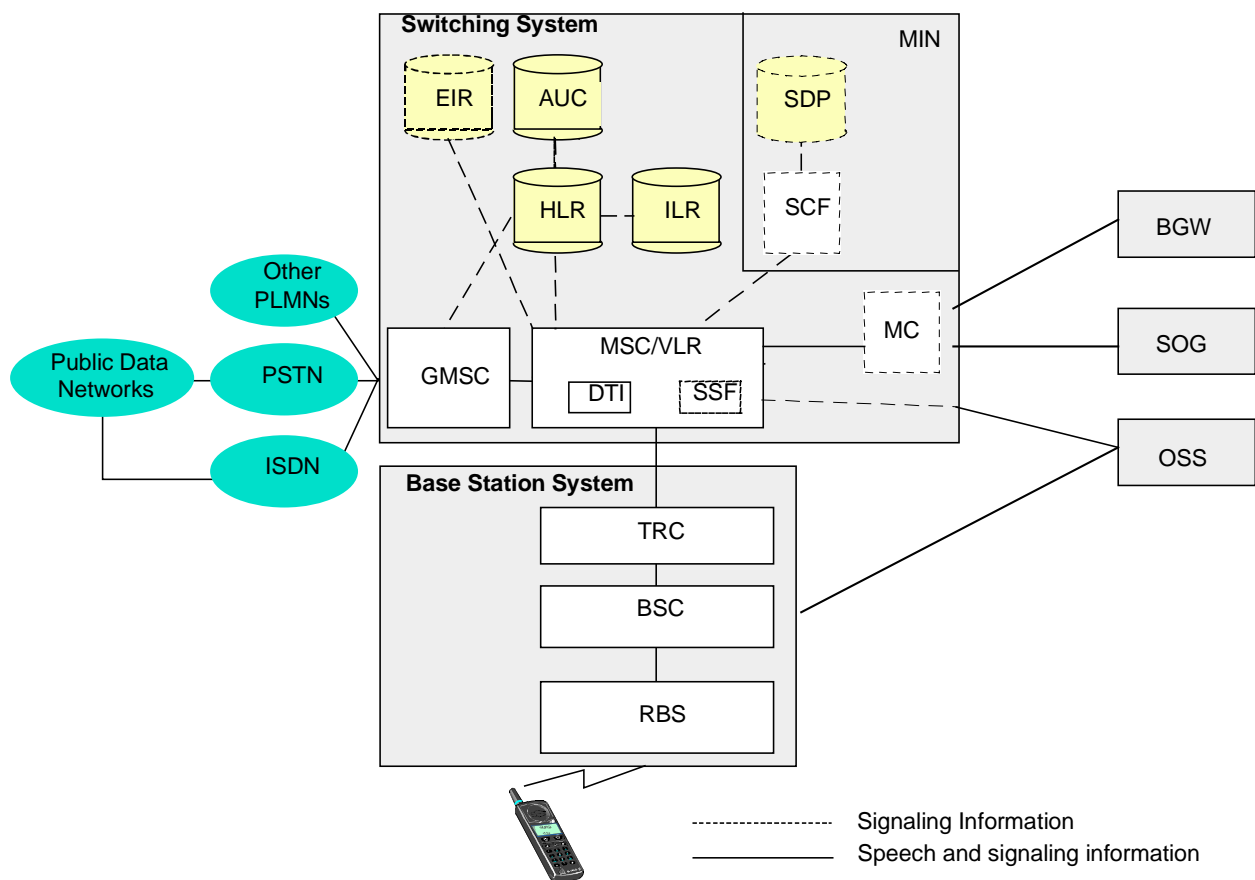 Switching System
MIN
EIR
AUC
SDP
HLR
ILR
SCF
BGW
Other
PLMNs
MC
MSC/VLR
SOG
Public Data
Networks
PSTN
GMSC
DTI
SSF
ISDN
OSS
Base Station System
TRC
BSC
RBS
Signaling Information
Speech and signaling information